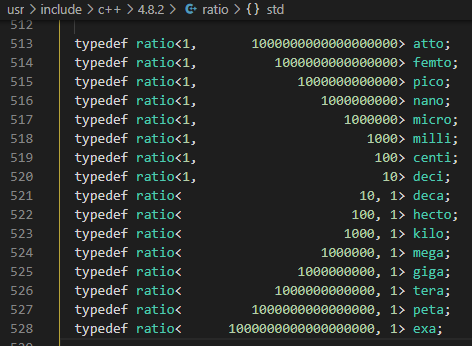 usr > include > c++ > 4.8.2 > ratio > {} std
512
513 typedef ratio<1,       1000000000000000000> atto;
514 typedef ratio<1,          1000000000000000> femto;
515 typedef ratio<1,             1000000000000> pico;
516 typedef ratio<1,                1000000000> nano;
517 typedef ratio<1,                   1000000> micro;
518 typedef ratio<1,                      1000> milli;
519 typedef ratio<1,                       100> centi;
520 typedef ratio<1,                        10> deci;
521 typedef ratio<                       10, 1> deca;
522 typedef ratio<                      100, 1> hecto;
523 typedef ratio<                     1000, 1> kilo;
524 typedef ratio<                  1000000, 1> mega;
525 typedef ratio<               1000000000, 1> giga;
526 typedef ratio<            1000000000000, 1> tera;
527 typedef ratio<         1000000000000000, 1> peta;
528 typedef ratio<      1000000000000000000, 1> exa;